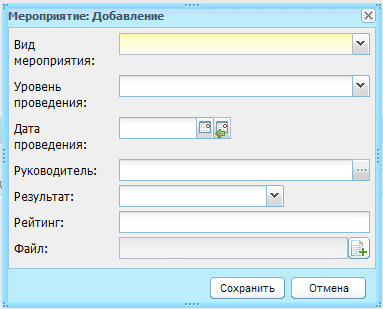 Мероприятие: Добавление
Вид
мероприятия:
Уровень
проведения:
Дата
проведения:
Руководитель:
Результат:
Рейтинг:
Файл:
Сохранить
Отмена